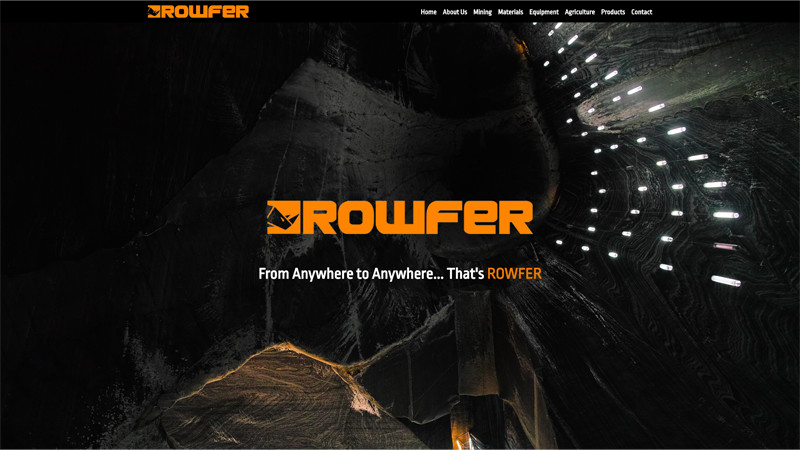 ROWFER
Home About Us Mining Materials Equipment Agriculture Products Contact
ROWFER
From Anywhere to Anywhere... That's ROWFER